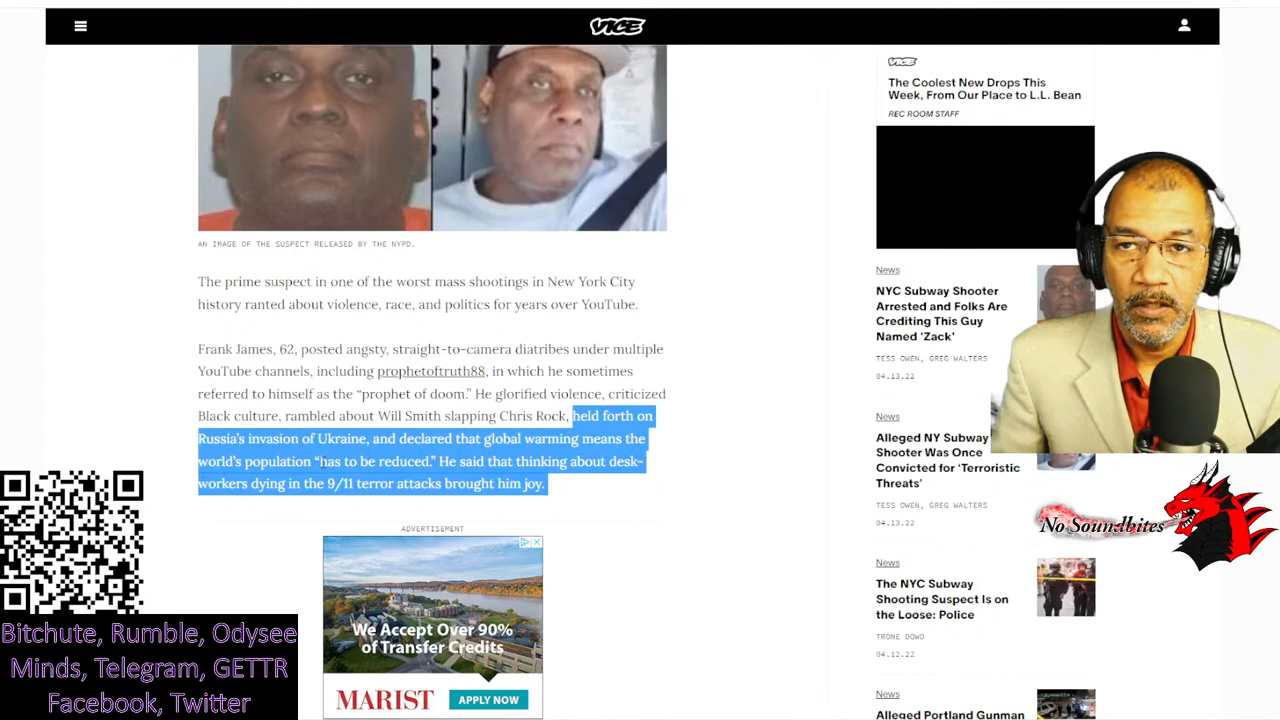 VICE
AN IMAGE OF THE SUSPECT RELEASED BY THE NYPD.
The prime suspect in one of the worst mass shootings in New York City
history ranted about violence, race, and politics for years over YouTube.
Frank James, 62, posted angsty, straight-to-camera diatribes under multiple
YouTube channels, including prophetoftruth88, in which he sometimes
referred to himself as the “prophet of doom.” He glorified violence, criticized
Black culture, rambled about Will Smith slapping Chris Rock, held forth on
Russia’s invasion of Ukraine, and declared that global warming means the
world’s population “has to be reduced.” He said that thinking about desk-
workers dying in the 9/11 terror attacks brought him joy.
ADVERTISEMENT
We Accept Over 90%
of Transfer Credits
MARIST
APPLY NOW
VICE
The Coolest New Drops This
Week, From Our Place to L.L. Bean
REC ROOM STAFF
News
NYC Subway Shooter
Arrested and Folks Are
Crediting This Guy
Named ‘Zack’
TESS OWEN, GREG WALTERS
04.13.22
News
Alleged NY Subway
Shooter Was Once
Convicted for ‘Terroristic
Threats’
TESS OWEN, GREG WALTERS
04.13.22
News
The NYC Subway
Shooting Suspect Is on
the Loose: Police
TRONE DOWD
04.12.22
News
Alleged Portland Gunman
No Soundbites
Bitchute, Rumble, Odysee
Minds, Telegram, GETTR
Facebook, Twitter